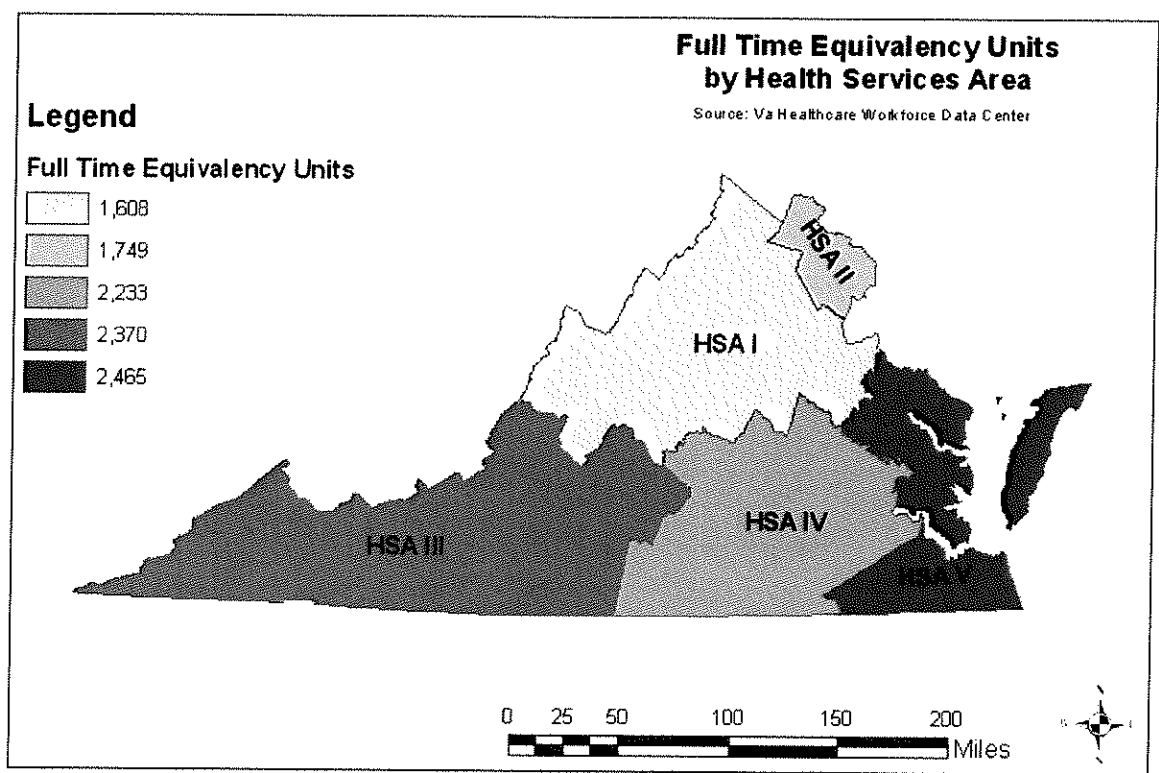 Full Time Equivalency Units
by Health Services Area
Source: Va Healthcare Workforce Data Center
Legend
Full Time Equivalency Units
1,608
1,749
2,233
2,370
2,465
HSA II
HSA I
HSA IV
HSA III
HSA V
0 25 50 100 150 200
Miles